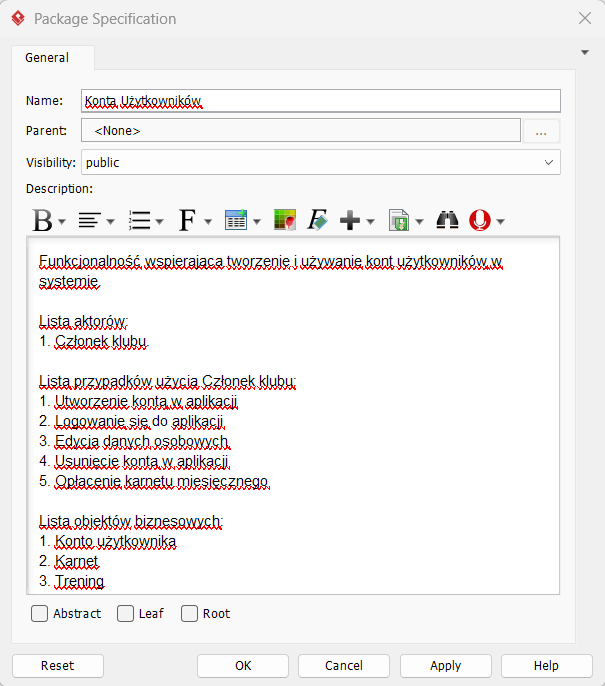 Package Specification
General
Name: Konta Użytkowników
Parent: <None> ...
Visibility: public
Description:
B F F
Funkcjonalność wspierająca tworzenie i używanie kont użytkowników w
systemie.
Lista aktorów:
1. Członek klubu
Lista przypadków użycia Członek klubu:
1. Utworzenie konta w aplikacji
2. Logowanie się do aplikacji
3. Edycja danych osobowych
4. Usunięcie konta w aplikacji
5. Opłacenie karnetu miesięcznego
Lista obiektów biznesowych:
1. Konto użytkownika
2. Karnet
3. Trening
Abstract Leaf Root
Reset OK Cancel Apply Help